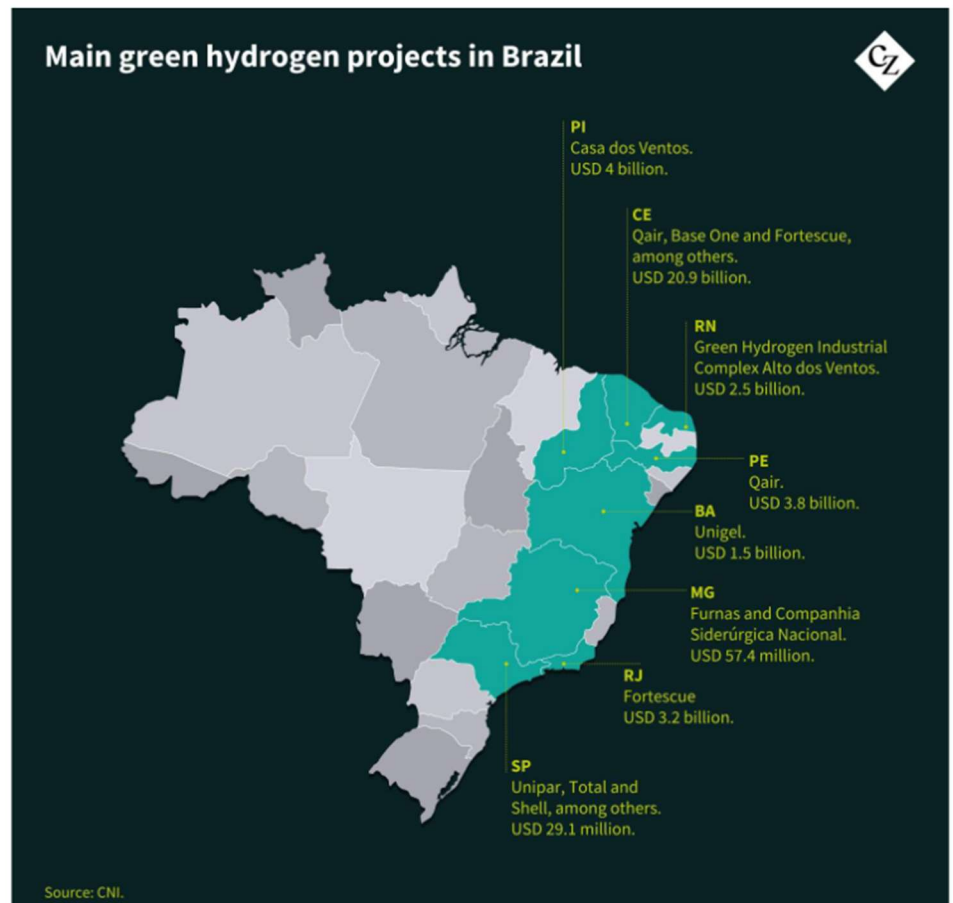 Main green hydrogen projects in Brazil
CZ
PI
Casa dos Ventos.
USD 4 billion.
CE
Qair, Base One and Fortescue,
among others.
USD 20.9 billion.
RN
Green Hydrogen Industrial
Complex Alto dos Ventos.
USD 2.5 billion.
PE
Qair.
USD 3.8 billion.
BA
Unigel.
USD 1.5 billion.
MG
Furnas and Companhia
Siderúrgica Nacional.
USD 57.4 million.
RJ
Fortescue
USD 3.2 billion.
SP
Unipar, Total and
Shell, among others.
USD 29.1 million.
Source: CNI.